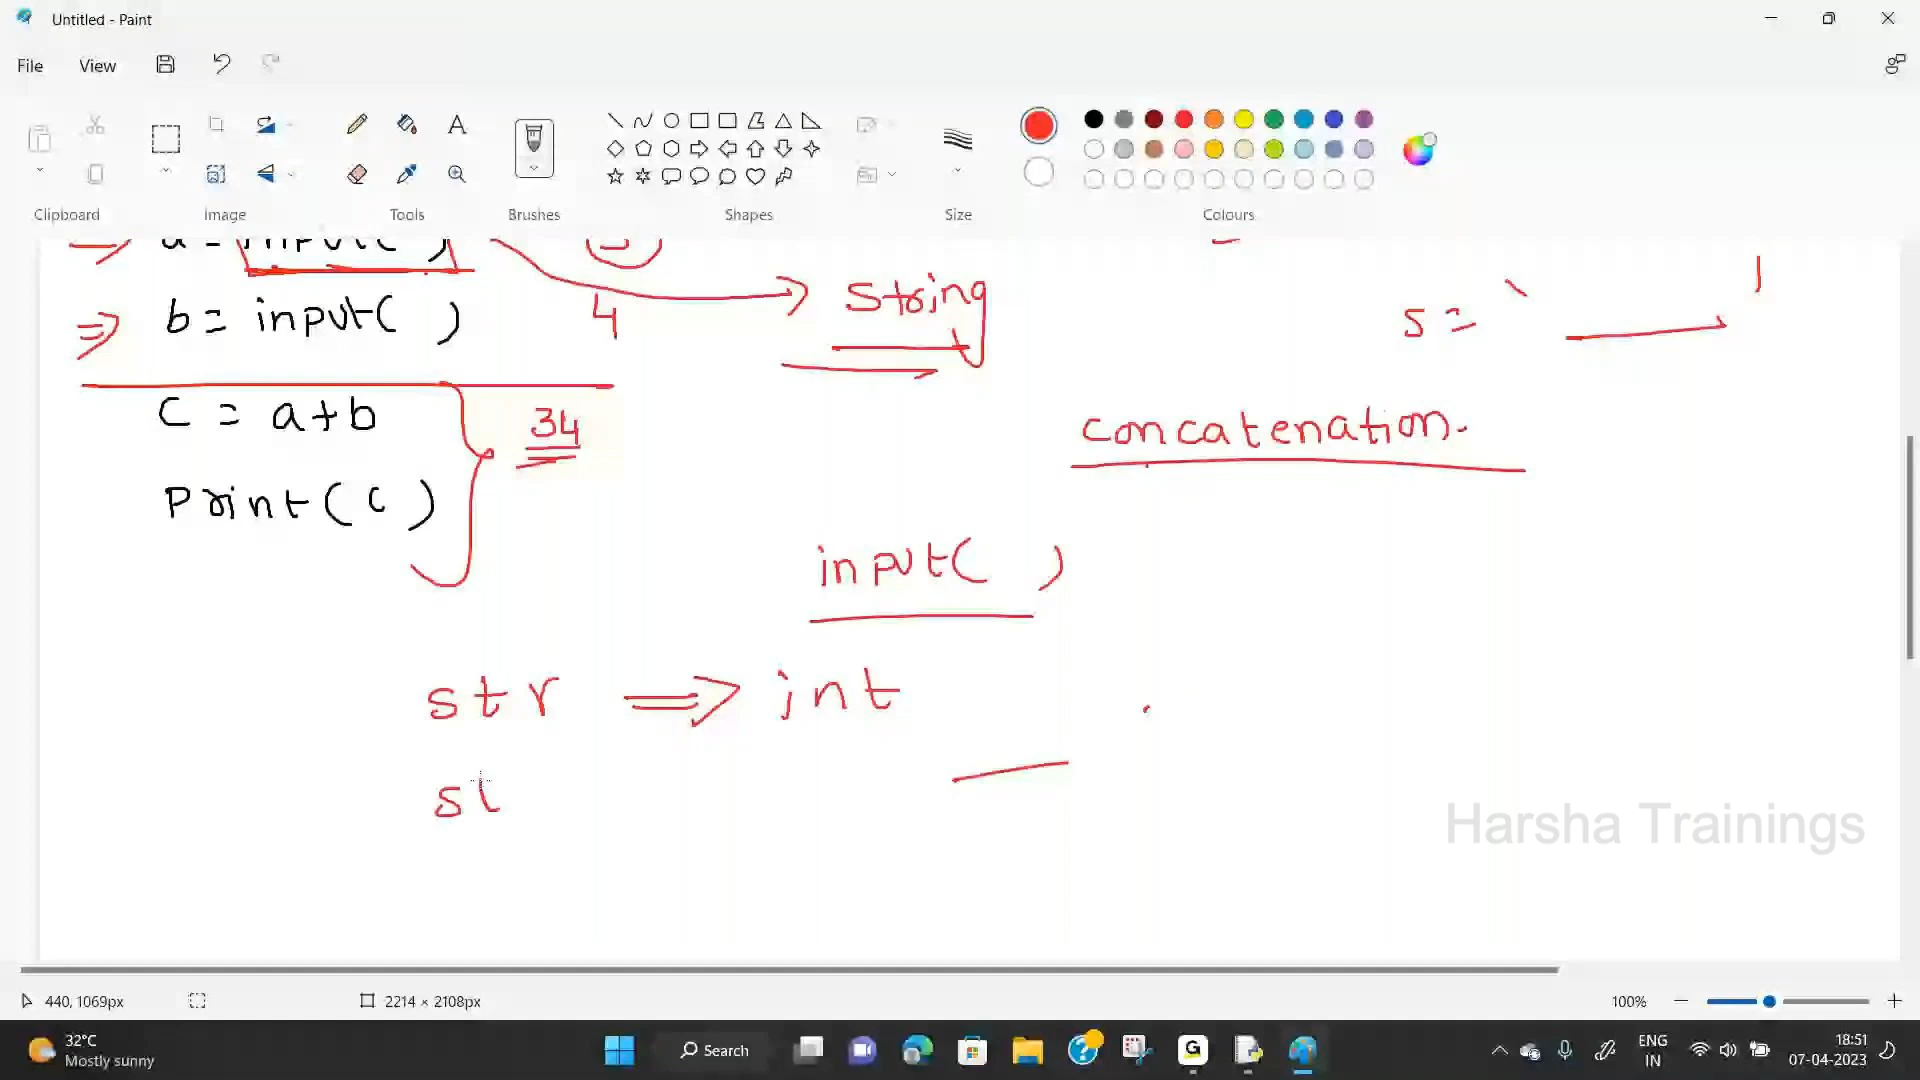 Untitled - Paint
File View
Clipboard Image Tools Brushes Shapes Size Colours
a = input( )
b = input( ) 4 String
s =
c = a+b 34
concatenation.
Print(c)
input( )
str => int
st
Harsha Trainings
440, 1069px 2214 × 2108px 100%
32°C
Mostly sunny
Search
ENG
IN
18:51
07-04-2023